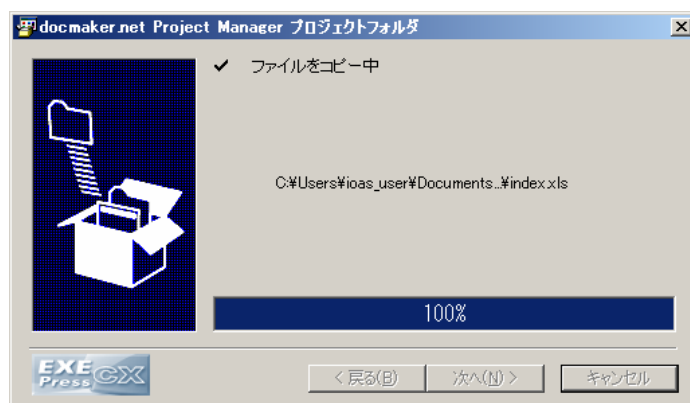 docmaker.net Project Manager プロジェクトフォルダ
ファイルをコピー中
C:¥Users¥ioas_user¥Documents...¥index.xls
100%
EXE
Press CX
< 戻る(B)
次へ(N) >
キャンセル